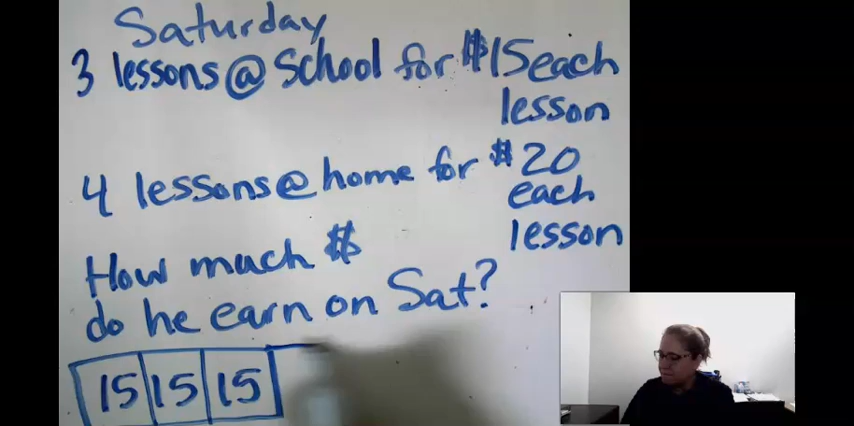 Saturday
3 lessons @ School for $15 each
lesson
4 lessons @ home for $20
each
lesson
How much $
do he earn on Sat?
15 15 15